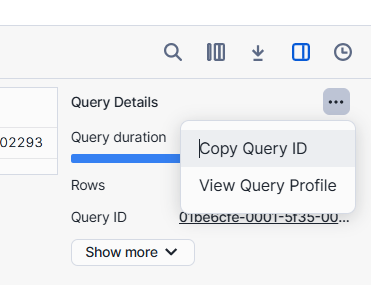 Query Details
02293
Query duration
Copy Query ID
Rows
View Query Profile
Query ID 01be6cfe-0001-5f35-00...
Show more